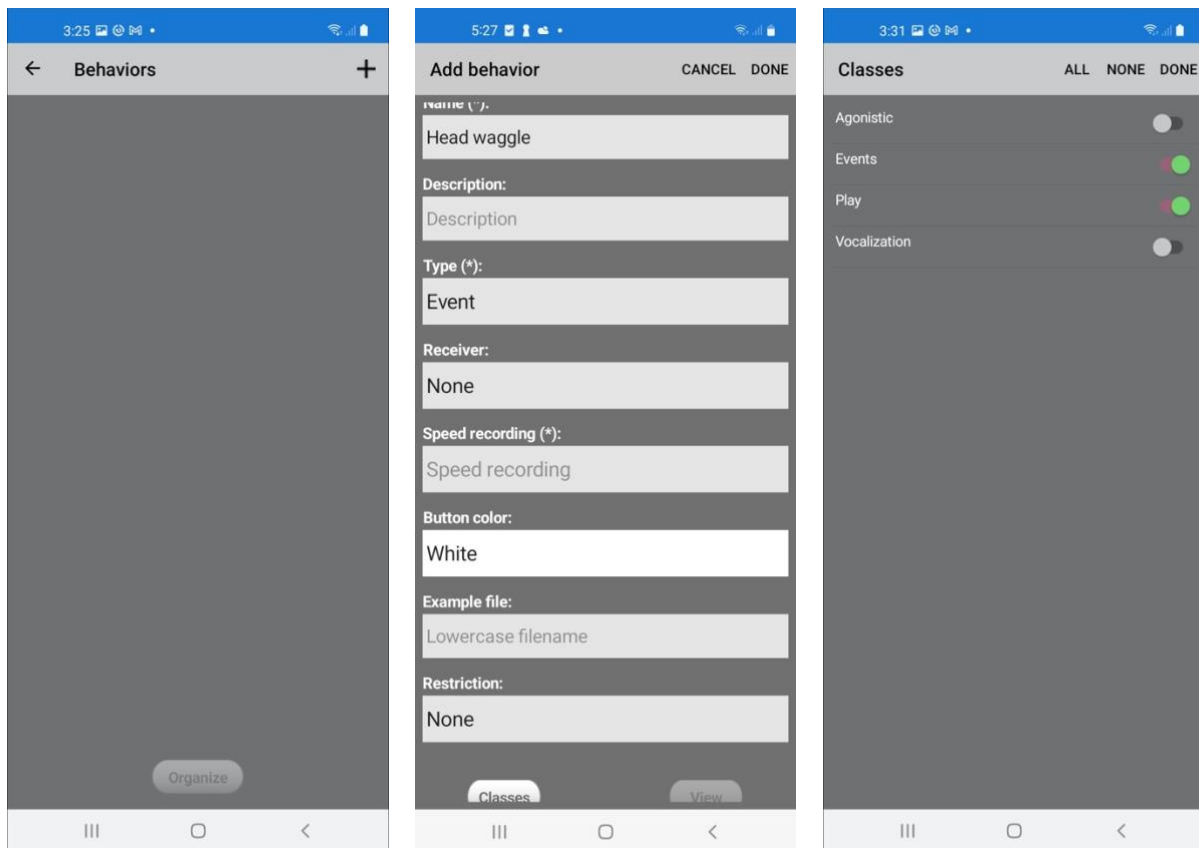 3:25
Behaviors
Organize
5:27
Add behavior CANCEL DONE
Name (*):
Head waggle
Description:
Description
Type (*):
Event
Receiver:
None
Speed recording (*):
Speed recording
Button color:
White
Example file:
Lowercase filename
Restriction:
None
Classes View
3:31
Classes ALL NONE DONE
Agonistic
Events
Play
Vocalization